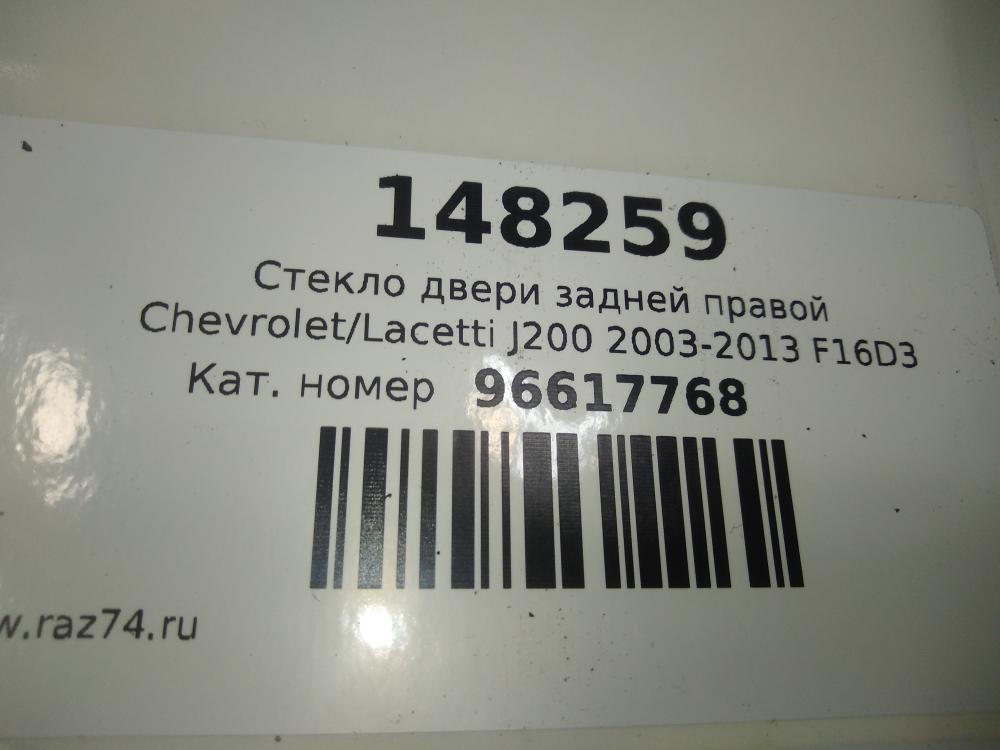 148259
Стекло двери задней правой
Chevrolet/Lacetti J200 2003-2013 F16D3
Кат. номер 96617768
w.raz74.ru